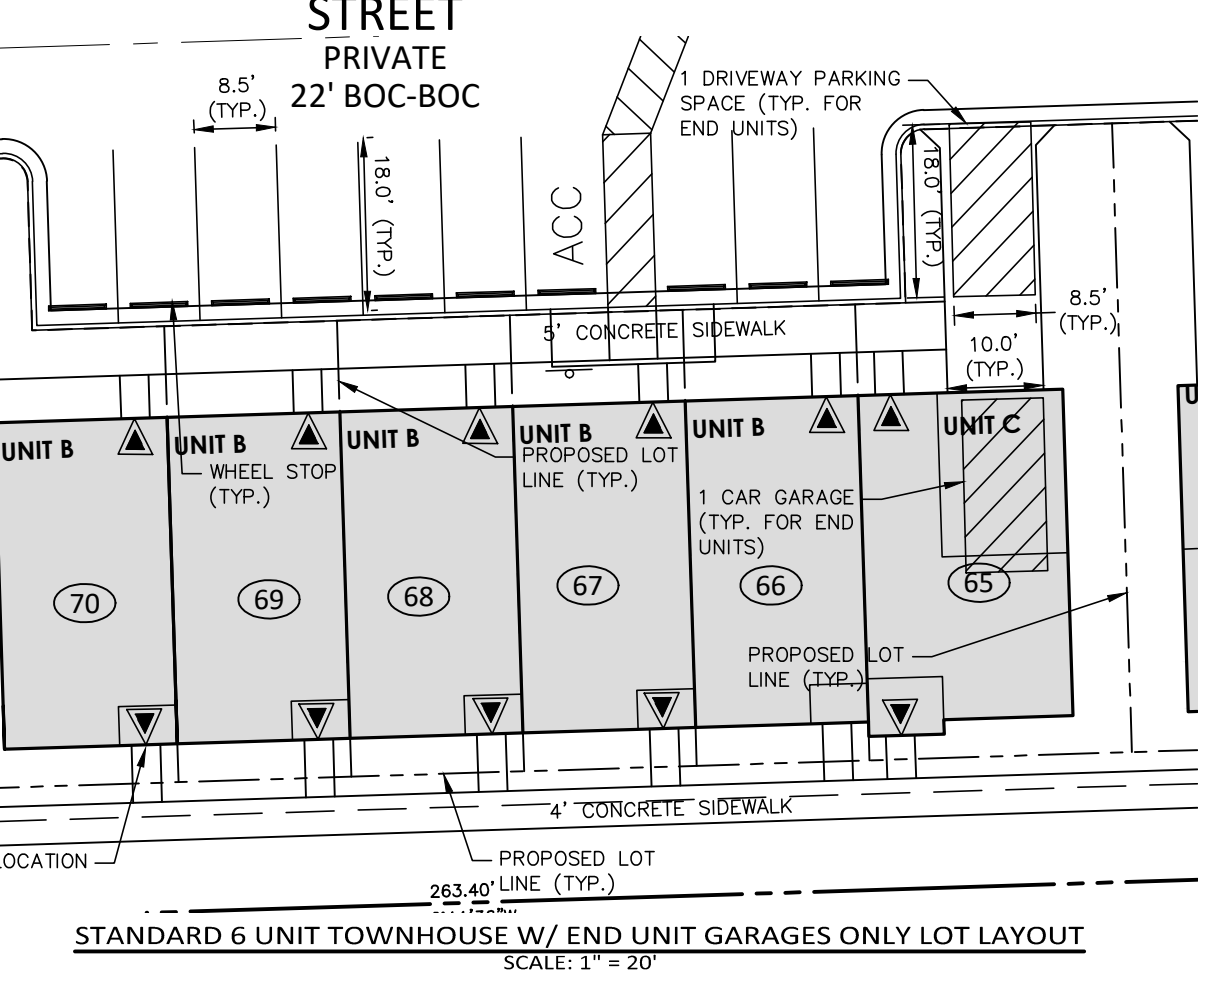 STREET
PRIVATE
22' BOC-BOC
8.5'
(TYP.)
1 DRIVEWAY PARKING
SPACE (TYP. FOR
END UNITS)
18.0' (TYP.)
ACC
18.0' (TYP.)
8.5'
(TYP.)
5' CONCRETE SIDEWALK
10.0'
(TYP.)
UNIT B
UNIT B
UNIT B
UNIT B
UNIT B
UNIT C
U
WHEEL STOP
(TYP.)
PROPOSED LOT
LINE (TYP.)
1 CAR GARAGE
(TYP. FOR END
UNITS)
70
69
68
67
66
65
PROPOSED LOT
LINE (TYP.)
4' CONCRETE SIDEWALK
LOCATION
PROPOSED LOT
LINE (TYP.)
263.40'
STANDARD 6 UNIT TOWNHOUSE W/ END UNIT GARAGES ONLY LOT LAYOUT
SCALE: 1" = 20'